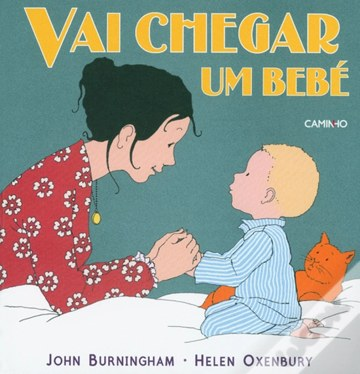 VAI CHEGAR
UM BEBÉ
CAMINHO
JOHN BURNINGHAM · HELEN OXENBURY